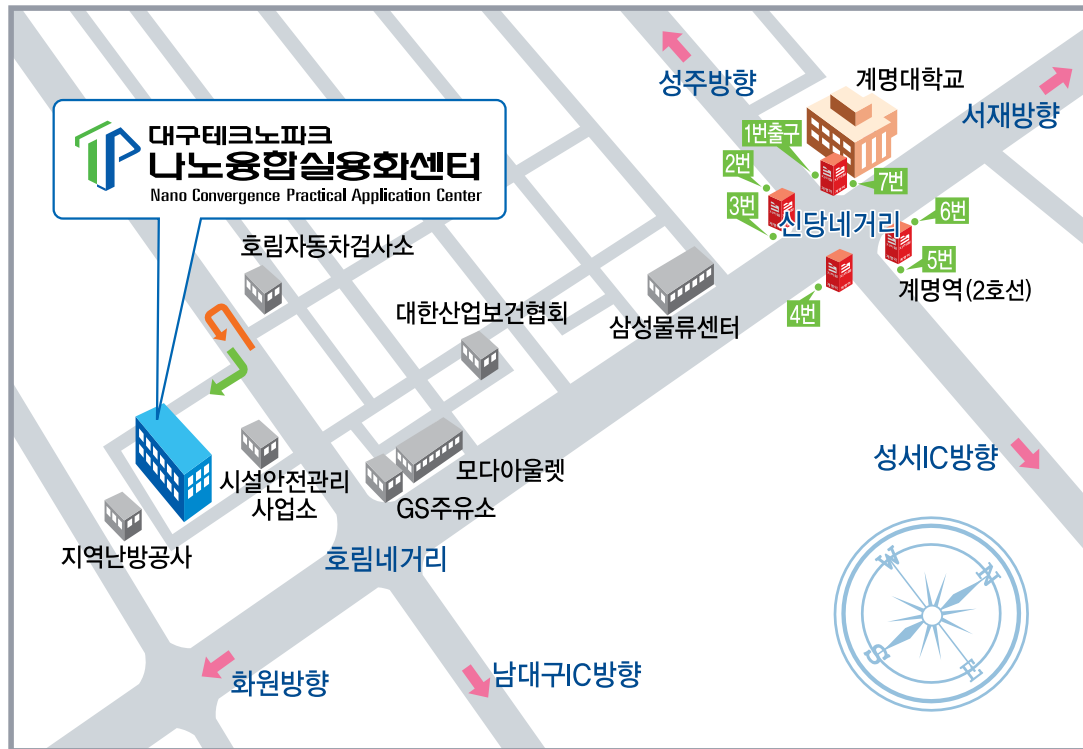 대구테크노파크
나노융합실용화센터
Nano Convergence Practical Application Center
성주방향
계명대학교
서재방향
1번출구
2번
7번
3번
신당네거리
6번
5번
4번
계명역(2호선)
호림자동차검사소
대한산업보건협회
삼성물류센터
시설안전관리
사업소
모다아울렛
GS주유소
성서IC방향
지역난방공사
호림네거리
화원방향
남대구IC방향
W
N
S
E